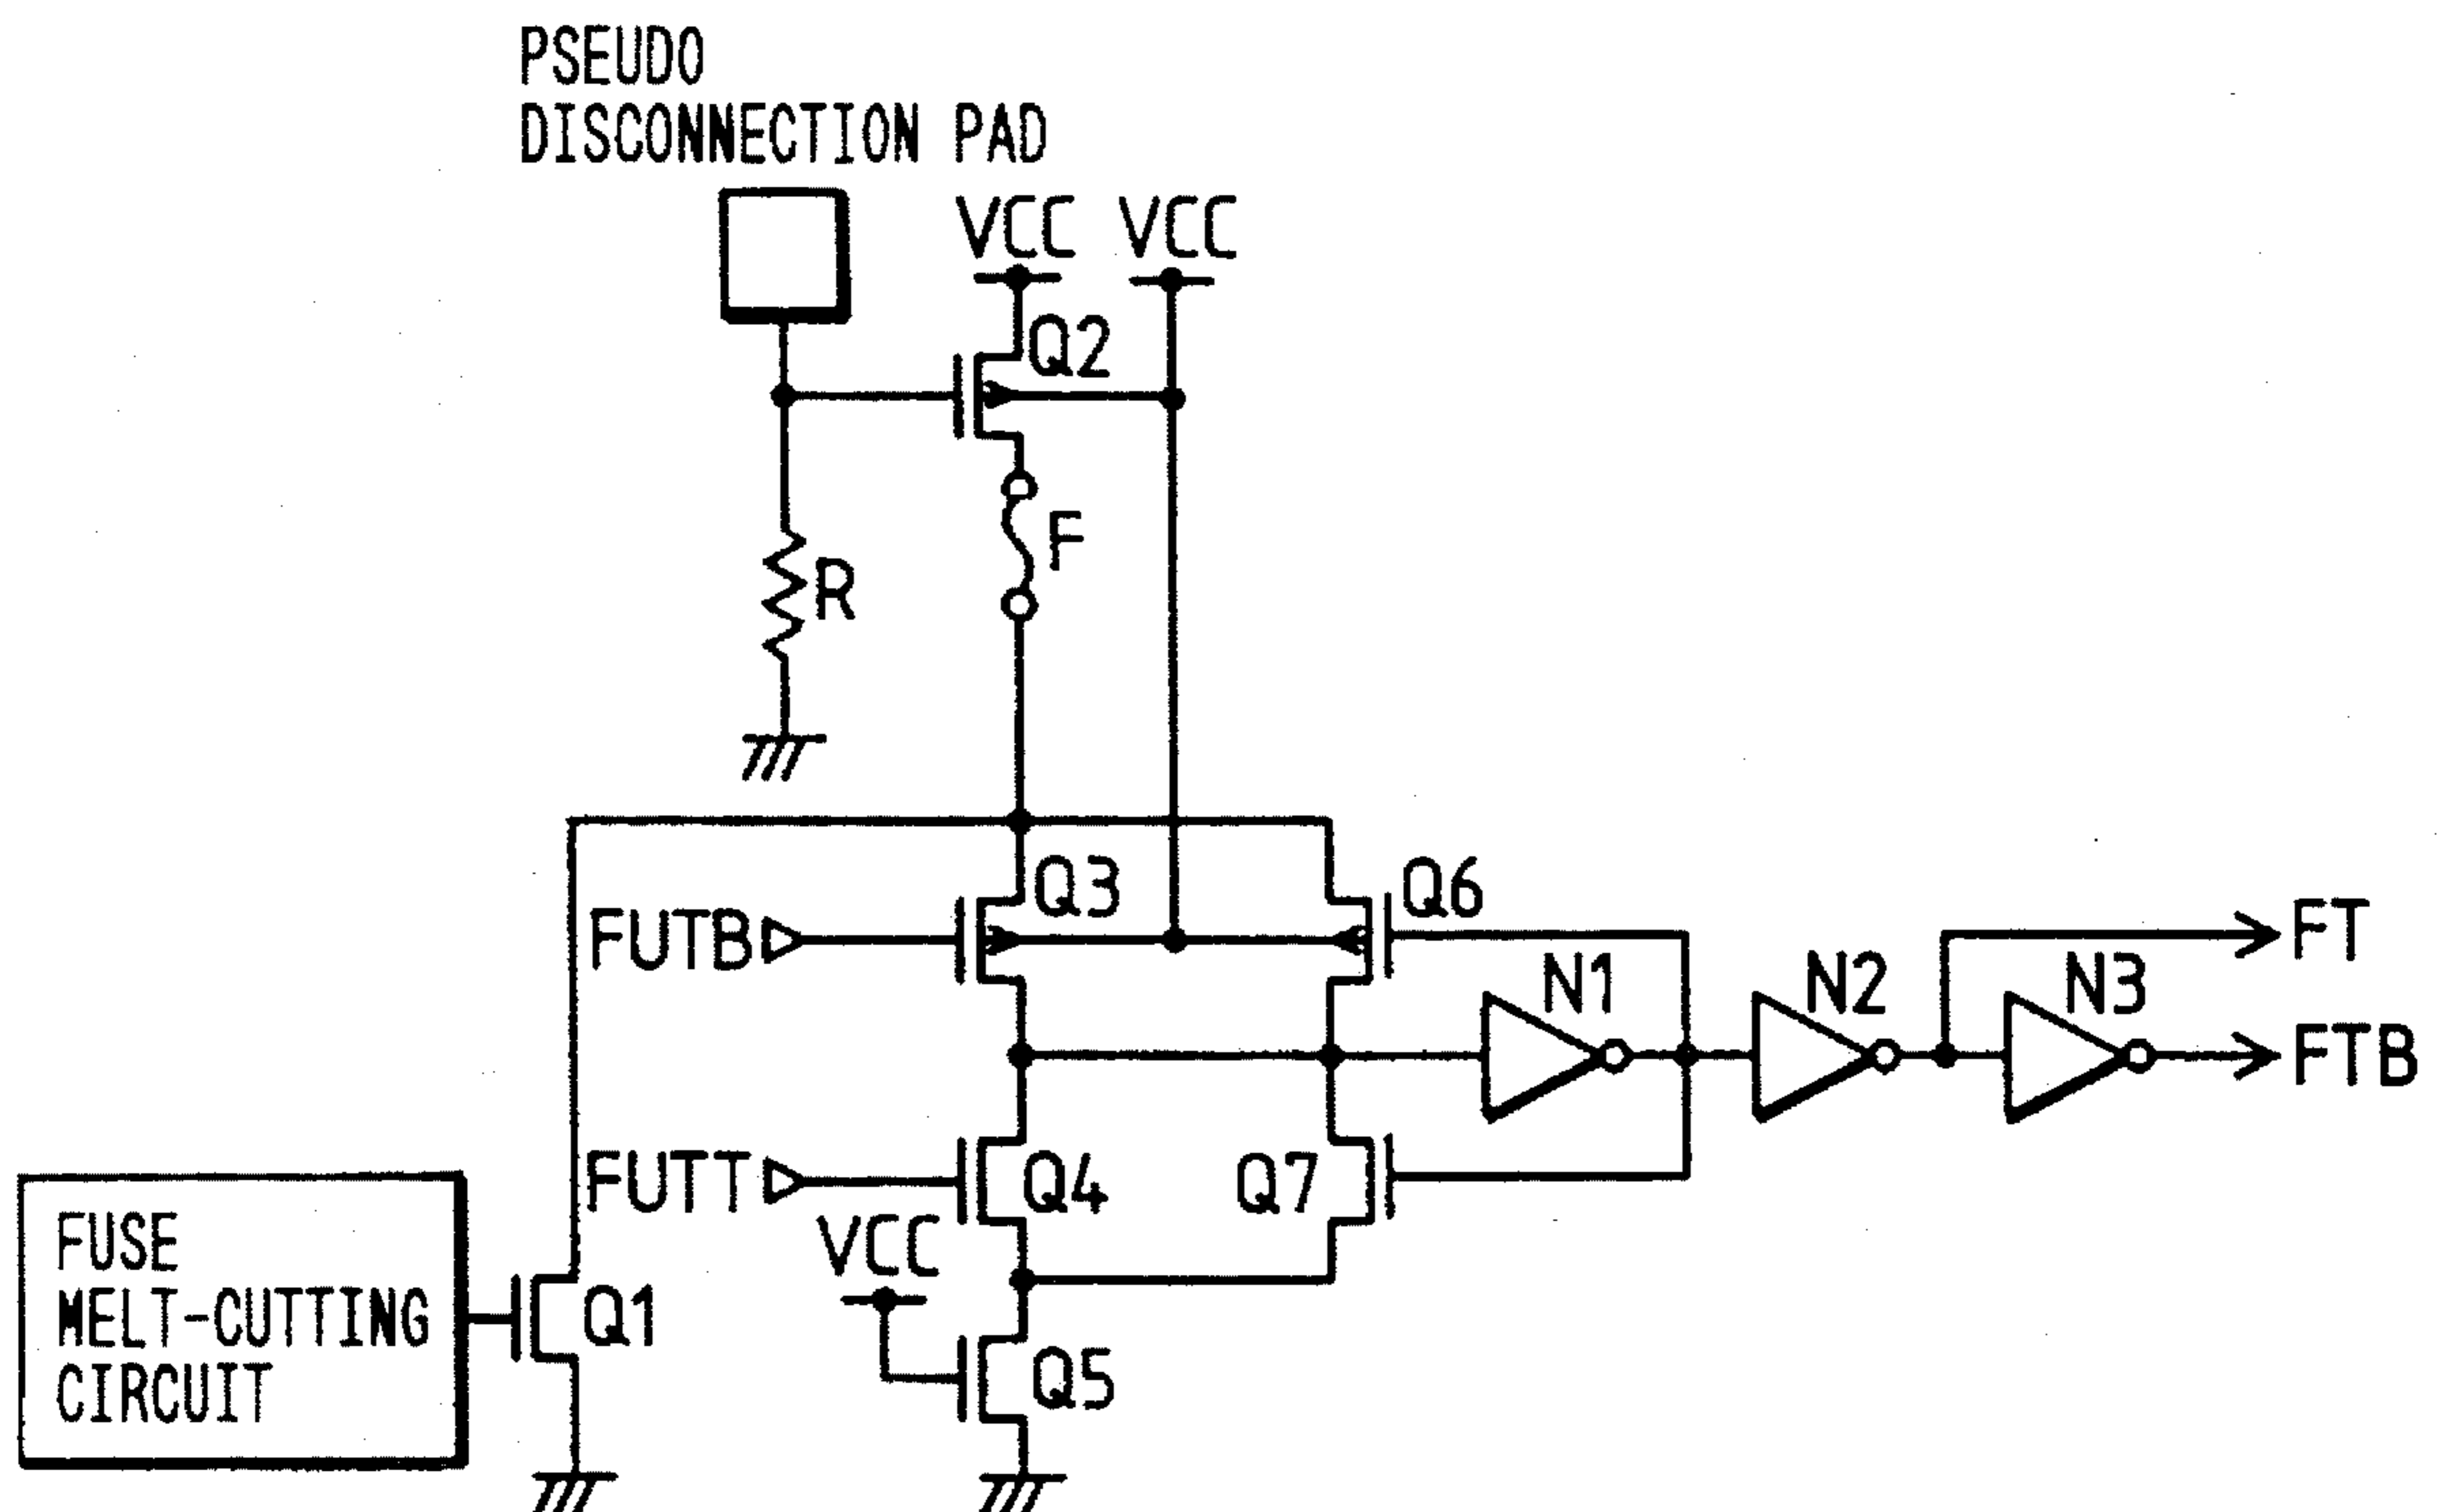 PSEUDO
DISCONNECTION PAD
VCC VCC
Q2
F
R
Q3
Q6
FUTB
FT
N1
N2
N3
FTB
FUTT
Q4
Q7
VCC
FUSE
MELT-CUTTING
CIRCUIT
Q1
Q5